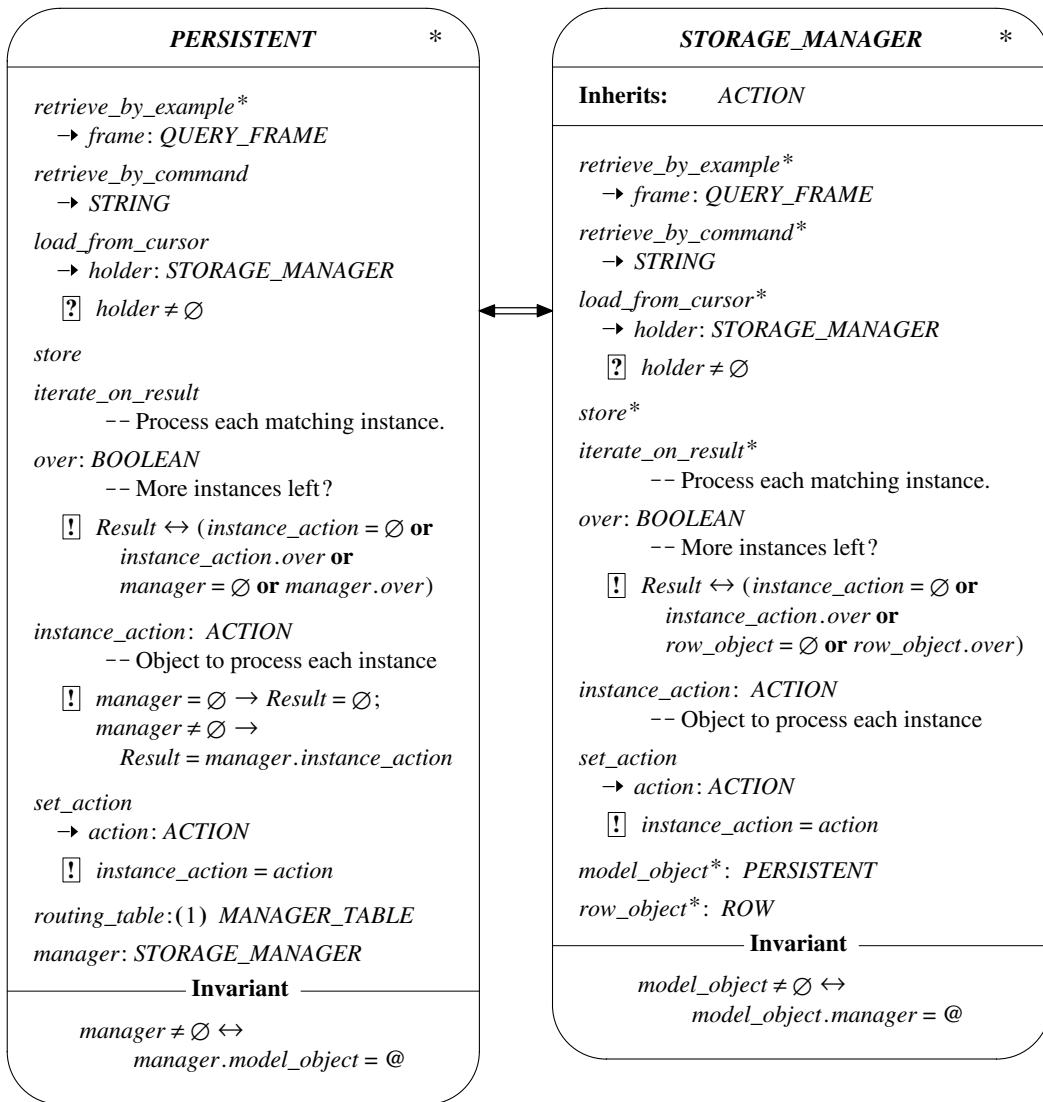 PERSISTENT *
retrieve_by_example*
→ frame: QUERY_FRAME
retrieve_by_command
→ STRING
load_from_cursor
→ holder: STORAGE_MANAGER
? holder ≠ ∅
store
iterate_on_result
-- Process each matching instance.
over: BOOLEAN
-- More instances left?
! Result ↔ (instance_action = ∅ or
instance_action.over or
manager = ∅ or manager.over)
instance_action: ACTION
-- Object to process each instance
! manager = ∅ → Result = ∅;
manager ≠ ∅ →
Result = manager.instance_action
set_action
→ action: ACTION
! instance_action = action
routing_table:(1) MANAGER_TABLE
manager: STORAGE_MANAGER
Invariant
manager ≠ ∅ ↔
manager.model_object = @
STORAGE_MANAGER *
Inherits: ACTION
retrieve_by_example*
→ frame: QUERY_FRAME
retrieve_by_command*
→ STRING
load_from_cursor*
→ holder: STORAGE_MANAGER
? holder ≠ ∅
store*
iterate_on_result*
-- Process each matching instance.
over: BOOLEAN
-- More instances left?
! Result ↔ (instance_action = ∅ or
instance_action.over or
row_object = ∅ or row_object.over)
instance_action: ACTION
-- Object to process each instance
set_action
→ action: ACTION
! instance_action = action
model_object*: PERSISTENT
row_object*: ROW
Invariant
model_object ≠ ∅ ↔
model_object.manager = @